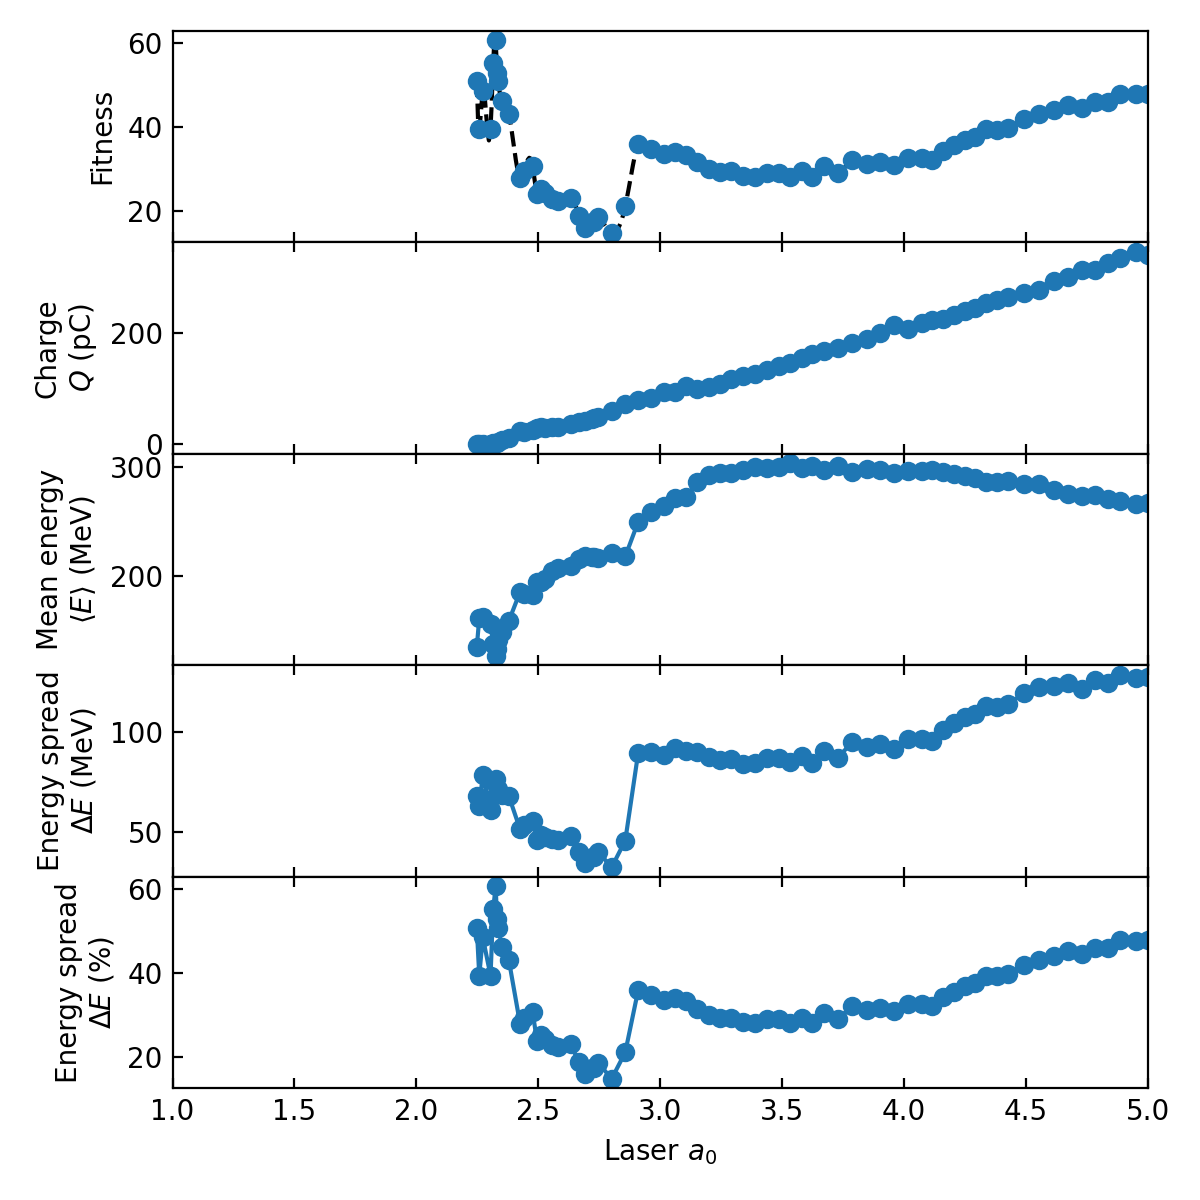 60
40
20
Fitness
200
0
Charge
Q (pC)
300
200
Mean energy
⟨E⟩ (MeV)
100
50
Energy spread
ΔE (MeV)
60
40
20
Energy spread
ΔE (%)
1.0 1.5 2.0 2.5 3.0 3.5 4.0 4.5 5.0
Laser a₀